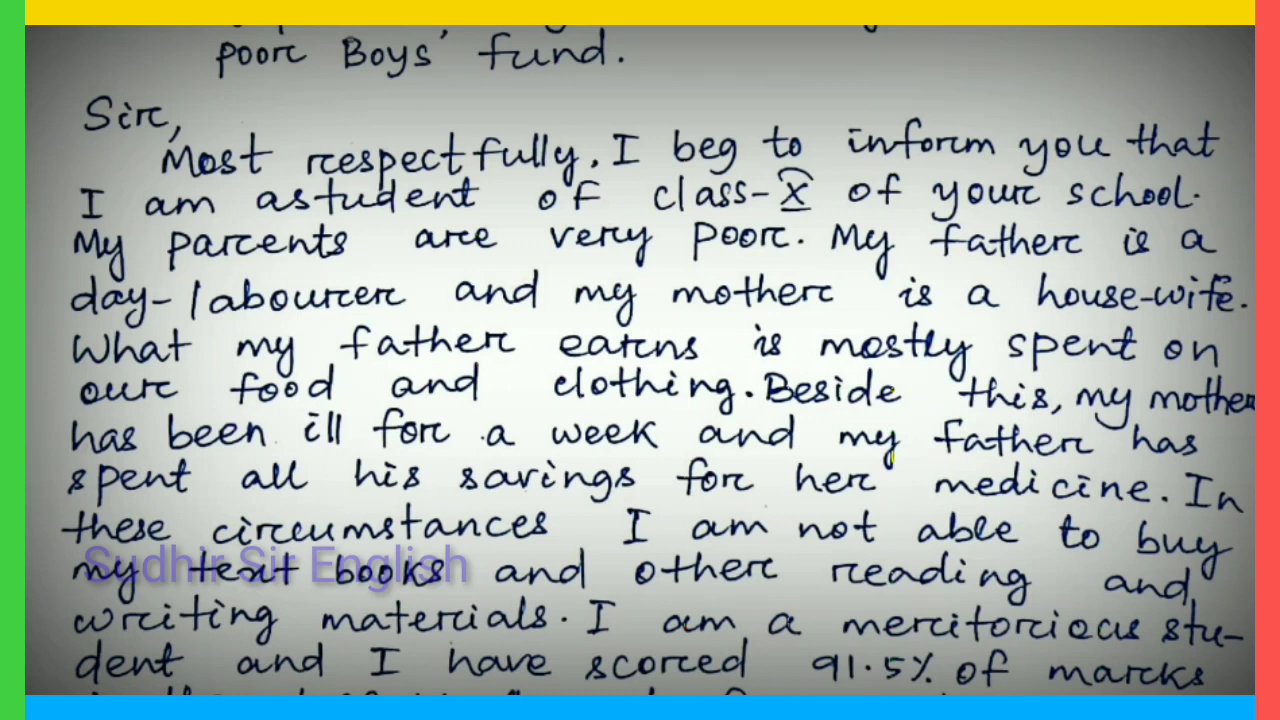 poor Boys' fund.
Sir,
Most respectfully. I beg to inform you that
I am astudent of class-X of your school.
My parents are very poor. My father is a
day-labourer and my mother is a house-wife.
What my father earns is mostly spent on
our food and clothing. Beside this, my mother
has been ill for a week and my father has
spent all his savings for her medicine. In
these circumstances I am not able to buy
Sudhir Sir English
my text books and other reading and
writing materials. I am a meritorious stu-
dent and I have scored 91.5% of marks